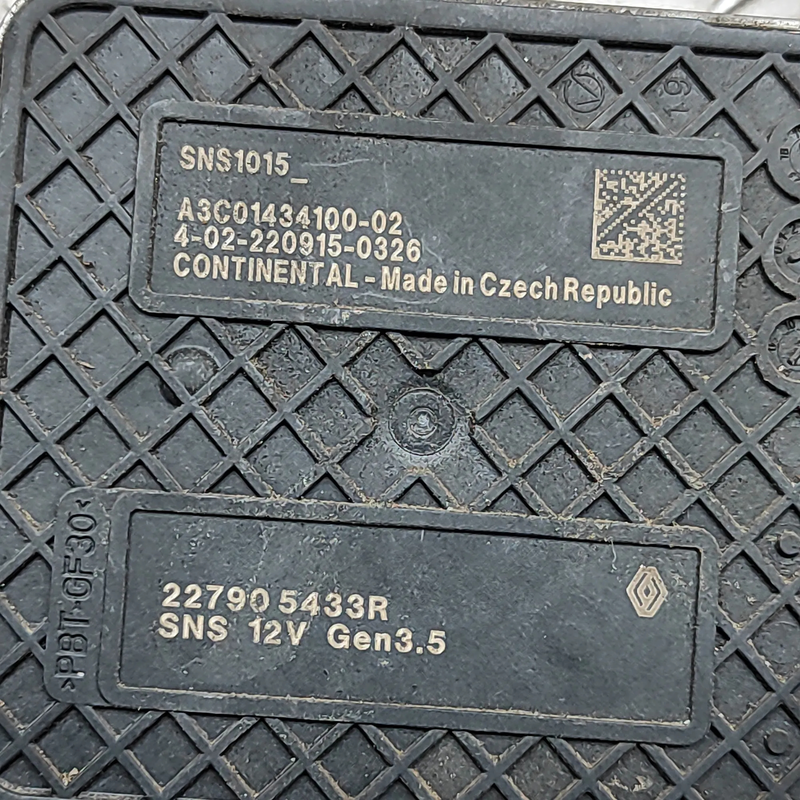 SNS1015_
A3C01434100-02
4-02-220915-0326
CONTINENTAL - Made in Czech Republic
>PBT-GF30<
22790 5433R
SNS 12V Gen3.5